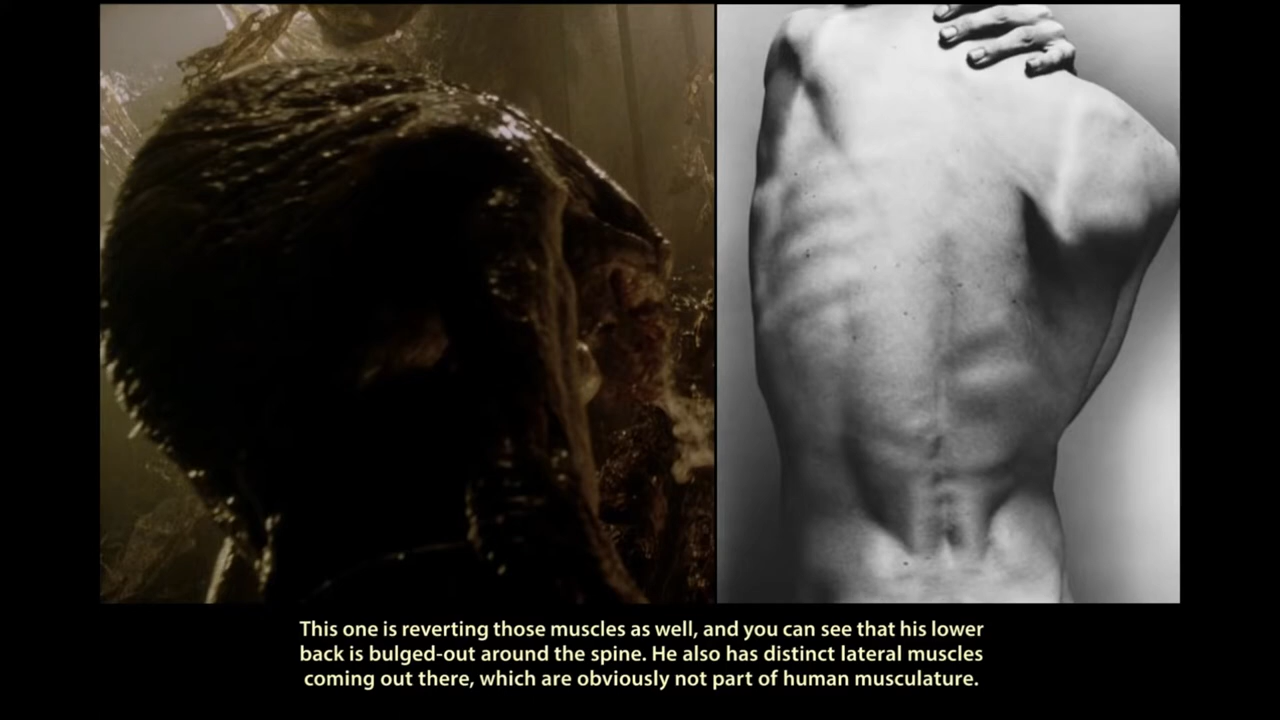 This one is reverting those muscles as well, and you can see that his lower
back is bulged-out around the spine. He also has distinct lateral muscles
coming out there, which are obviously not part of human musculature.